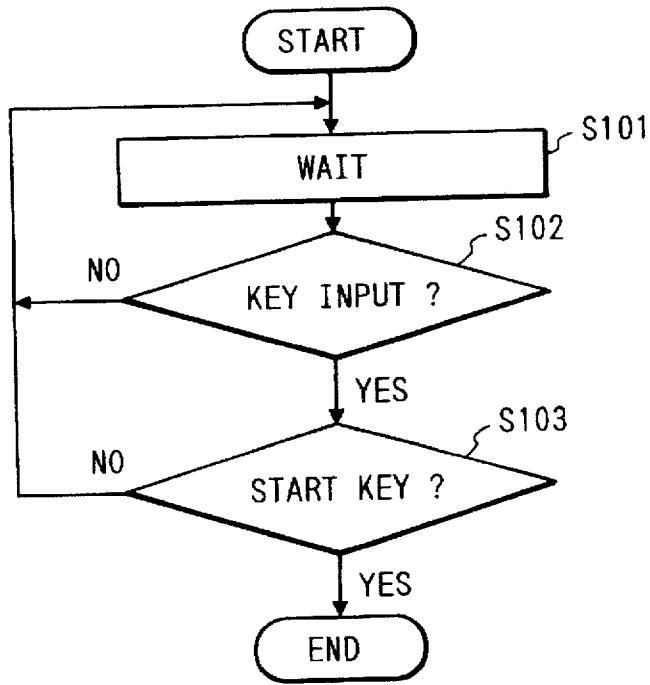 START
S101
WAIT
S102
NO
KEY INPUT ?
YES
S103
NO
START KEY ?
YES
END